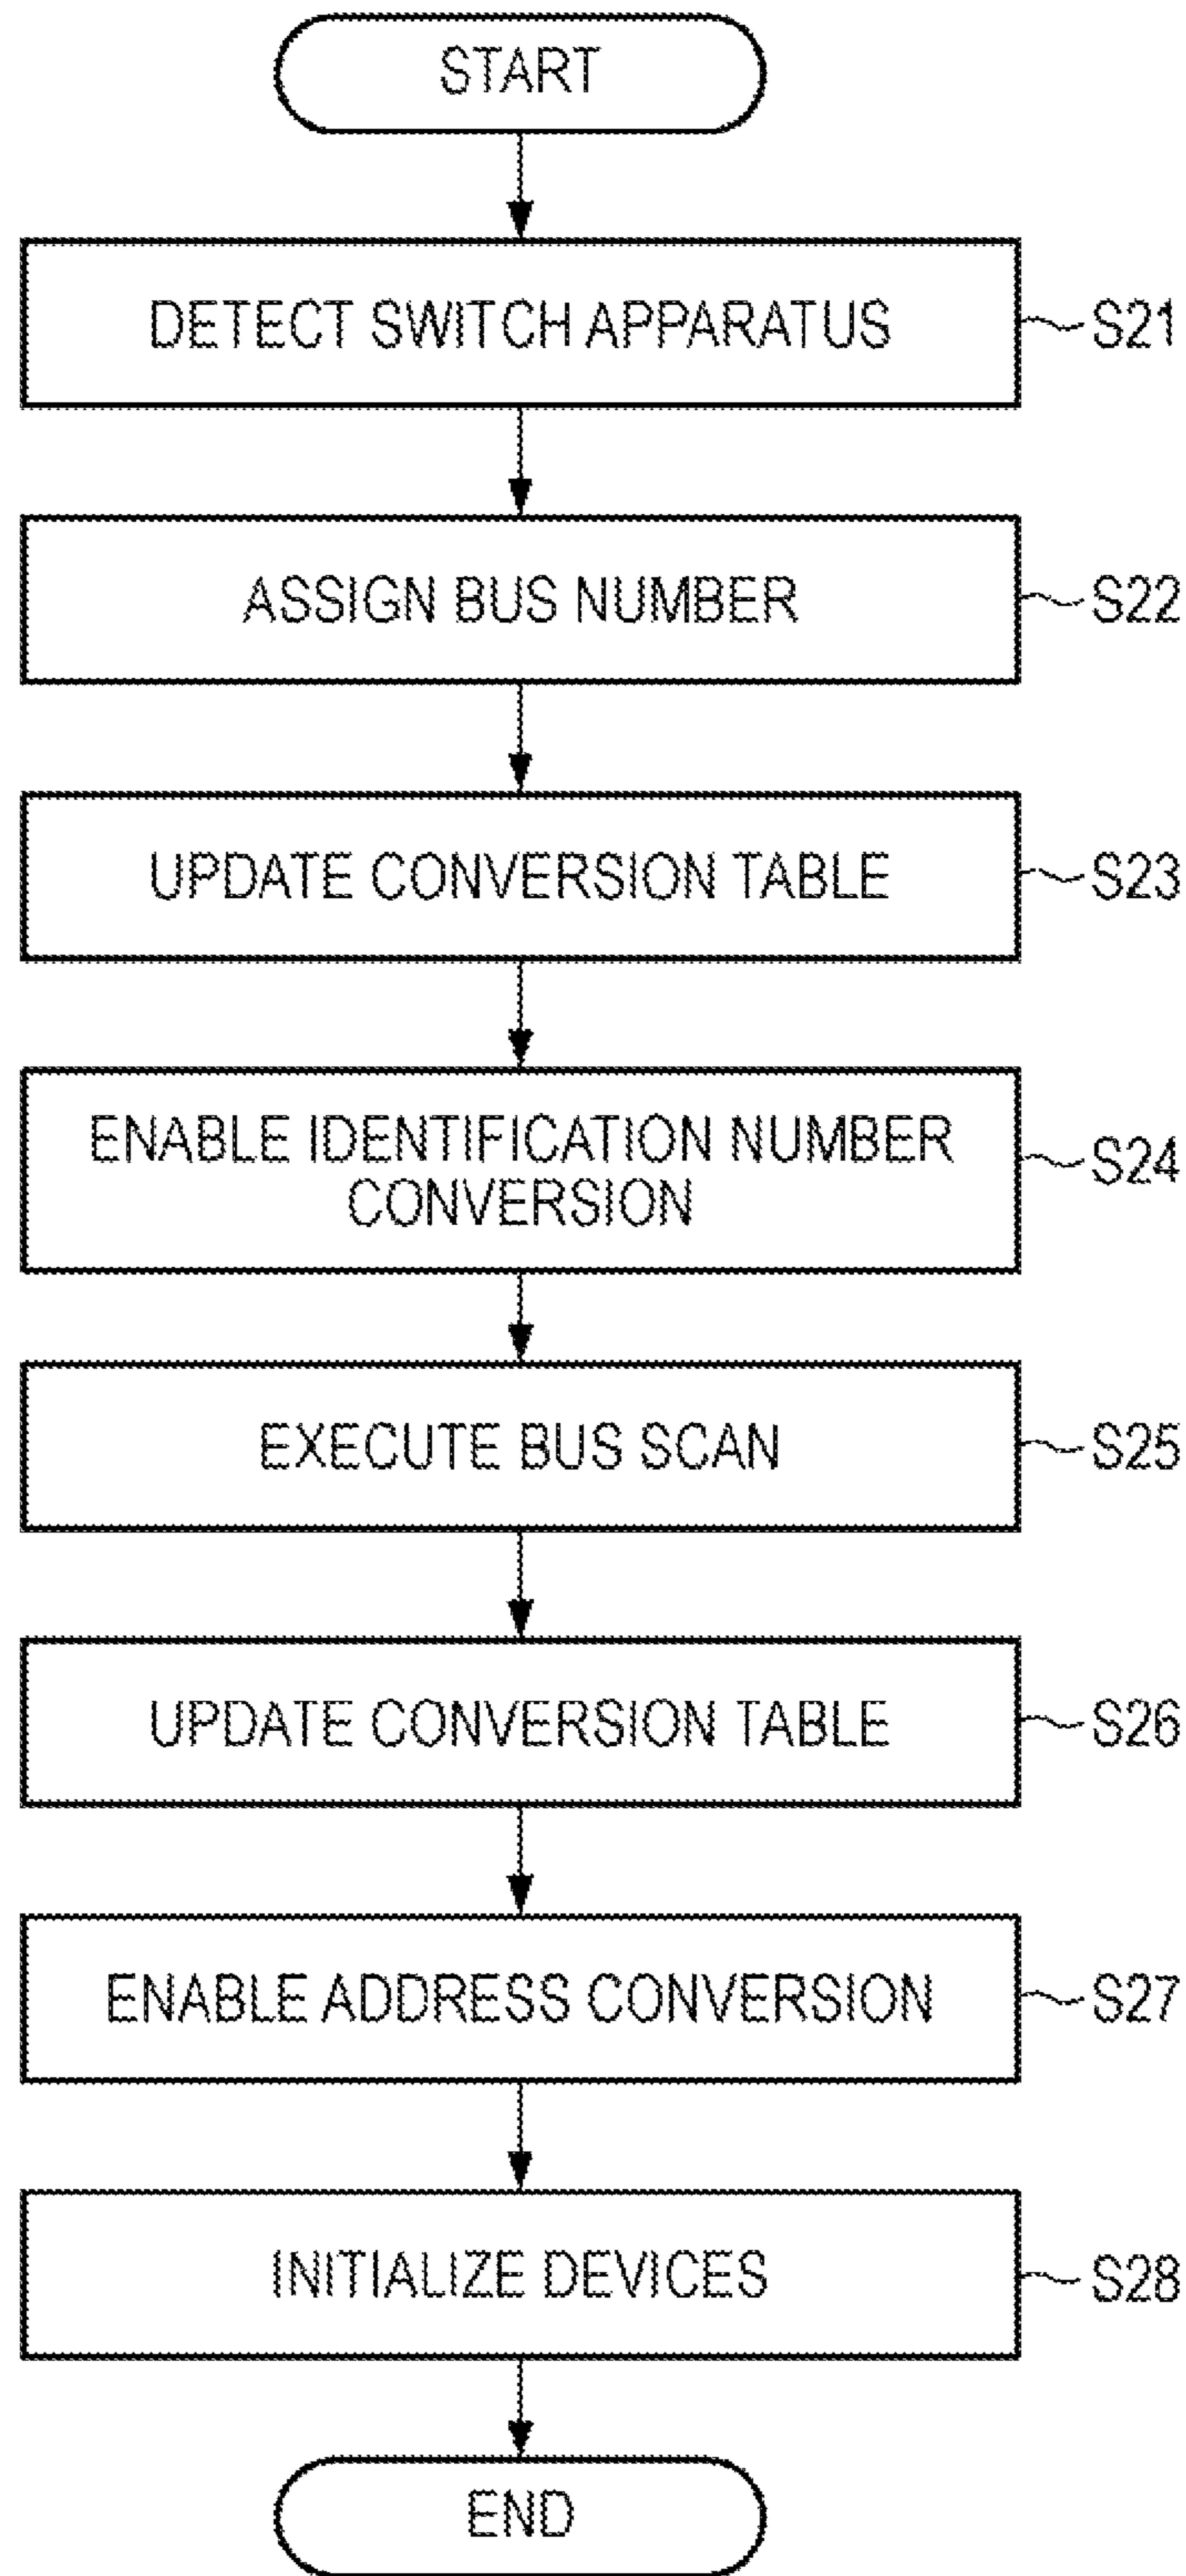 START
DETECT SWITCH APPARATUS
S21
ASSIGN BUS NUMBER
S22
UPDATE CONVERSION TABLE
S23
ENABLE IDENTIFICATION NUMBER
CONVERSION
S24
EXECUTE BUS SCAN
S25
UPDATE CONVERSION TABLE
S26
ENABLE ADDRESS CONVERSION
S27
INITIALIZE DEVICES
S28
END